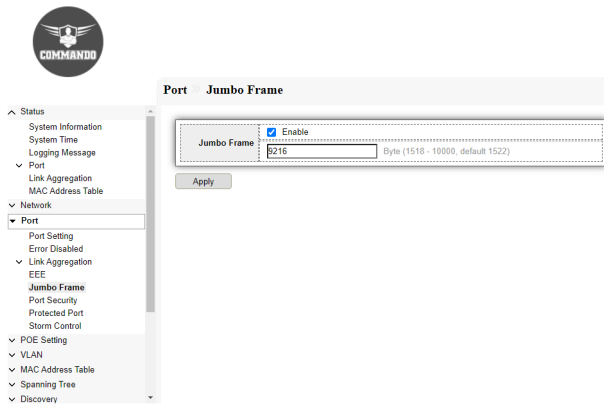 COMMANDO
Port Jumbo Frame
Status
System Information
System Time
Logging Message
Port
Link Aggregation
MAC Address Table
Network
Port
Port Setting
Error Disabled
Link Aggregation
EEE
Jumbo Frame
Port Security
Protected Port
Storm Control
POE Setting
VLAN
MAC Address Table
Spanning Tree
Discovery
Jumbo Frame
Enable
9216 Byte (1518 - 10000, default 1522)
Apply